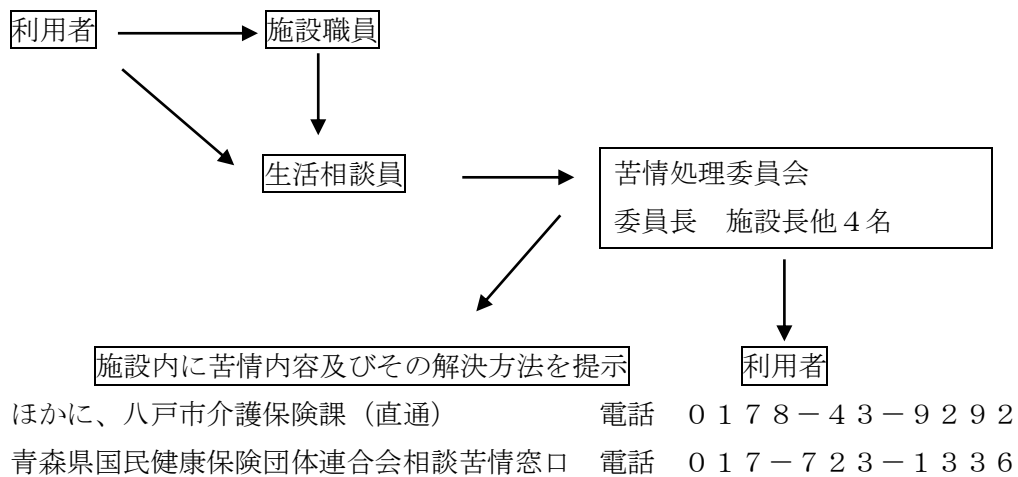 利用者　施設職員
生活相談員
苦情処理委員会
委員長　施設長他４名
施設内に苦情内容及びその解決方法を提示　利用者
ほかに、八戸市介護保険課（直通）　電話　０１７８－４３－９２９２
青森県国民健康保険団体連合会相談苦情窓口　電話　０１７－７２３－１３３６